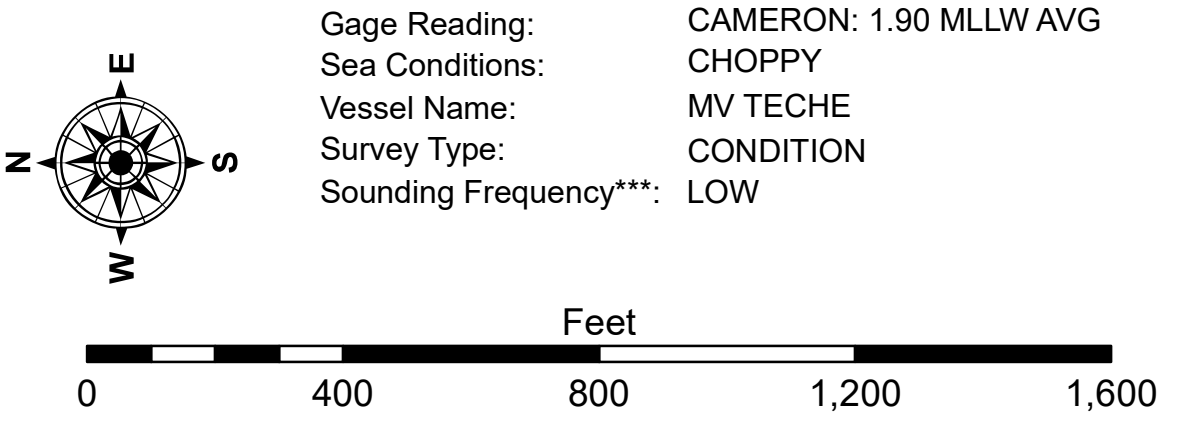 Gage Reading: CAMERON: 1.90 MLLW AVG
Sea Conditions: CHOPPY
Vessel Name: MV TECHE
Survey Type: CONDITION
Sounding Frequency***: LOW
E
N
S
W
Feet
0 400 800 1,200 1,600